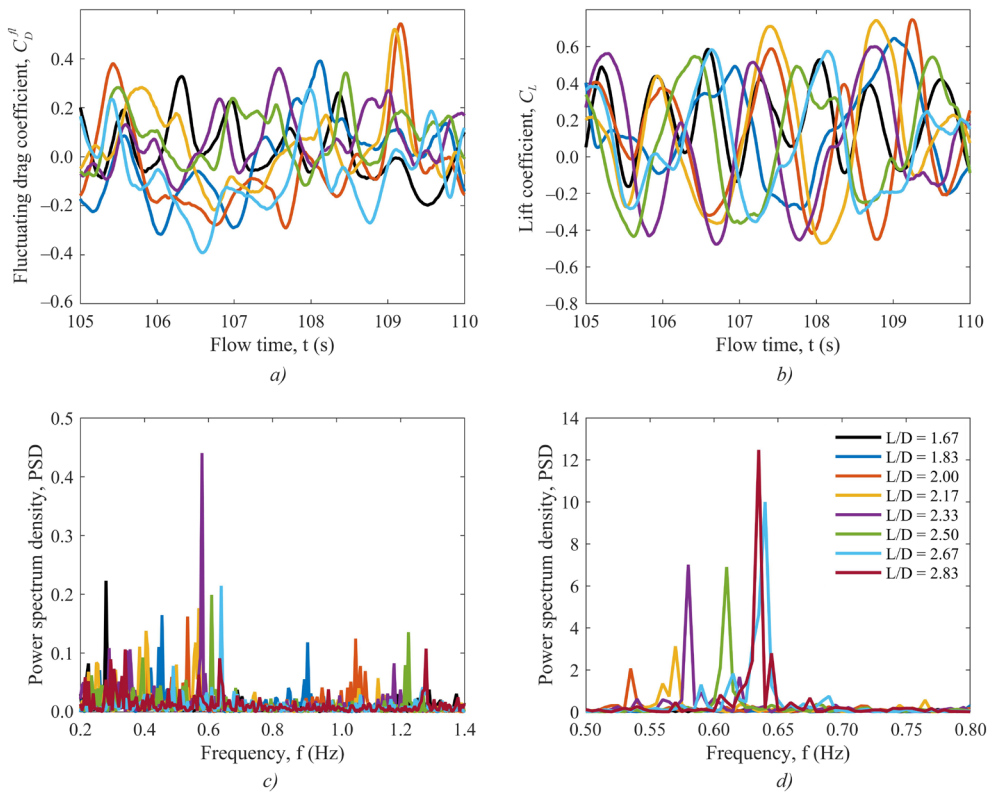 Fluctuating drag coefficient, C_D^fl
0.4
0.2
0.0
–0.2
–0.4
–0.6
105
106
107
108
109
110
Flow time, t (s)
a)
Lift coefficient, C_L
0.6
0.4
0.2
0.0
–0.2
–0.4
–0.6
–0.8
105
106
107
108
109
110
Flow time, t (s)
b)
Power spectrum density, PSD
0.5
0.4
0.3
0.2
0.1
0.0
0.2
0.4
0.6
0.8
1.0
1.2
1.4
Frequency, f (Hz)
c)
Power spectrum density, PSD
14
12
10
8
6
4
2
0
0.50
0.55
0.60
0.65
0.70
0.75
0.80
Frequency, f (Hz)
d)
L/D = 1.67
L/D = 1.83
L/D = 2.00
L/D = 2.17
L/D = 2.33
L/D = 2.50
L/D = 2.67
L/D = 2.83